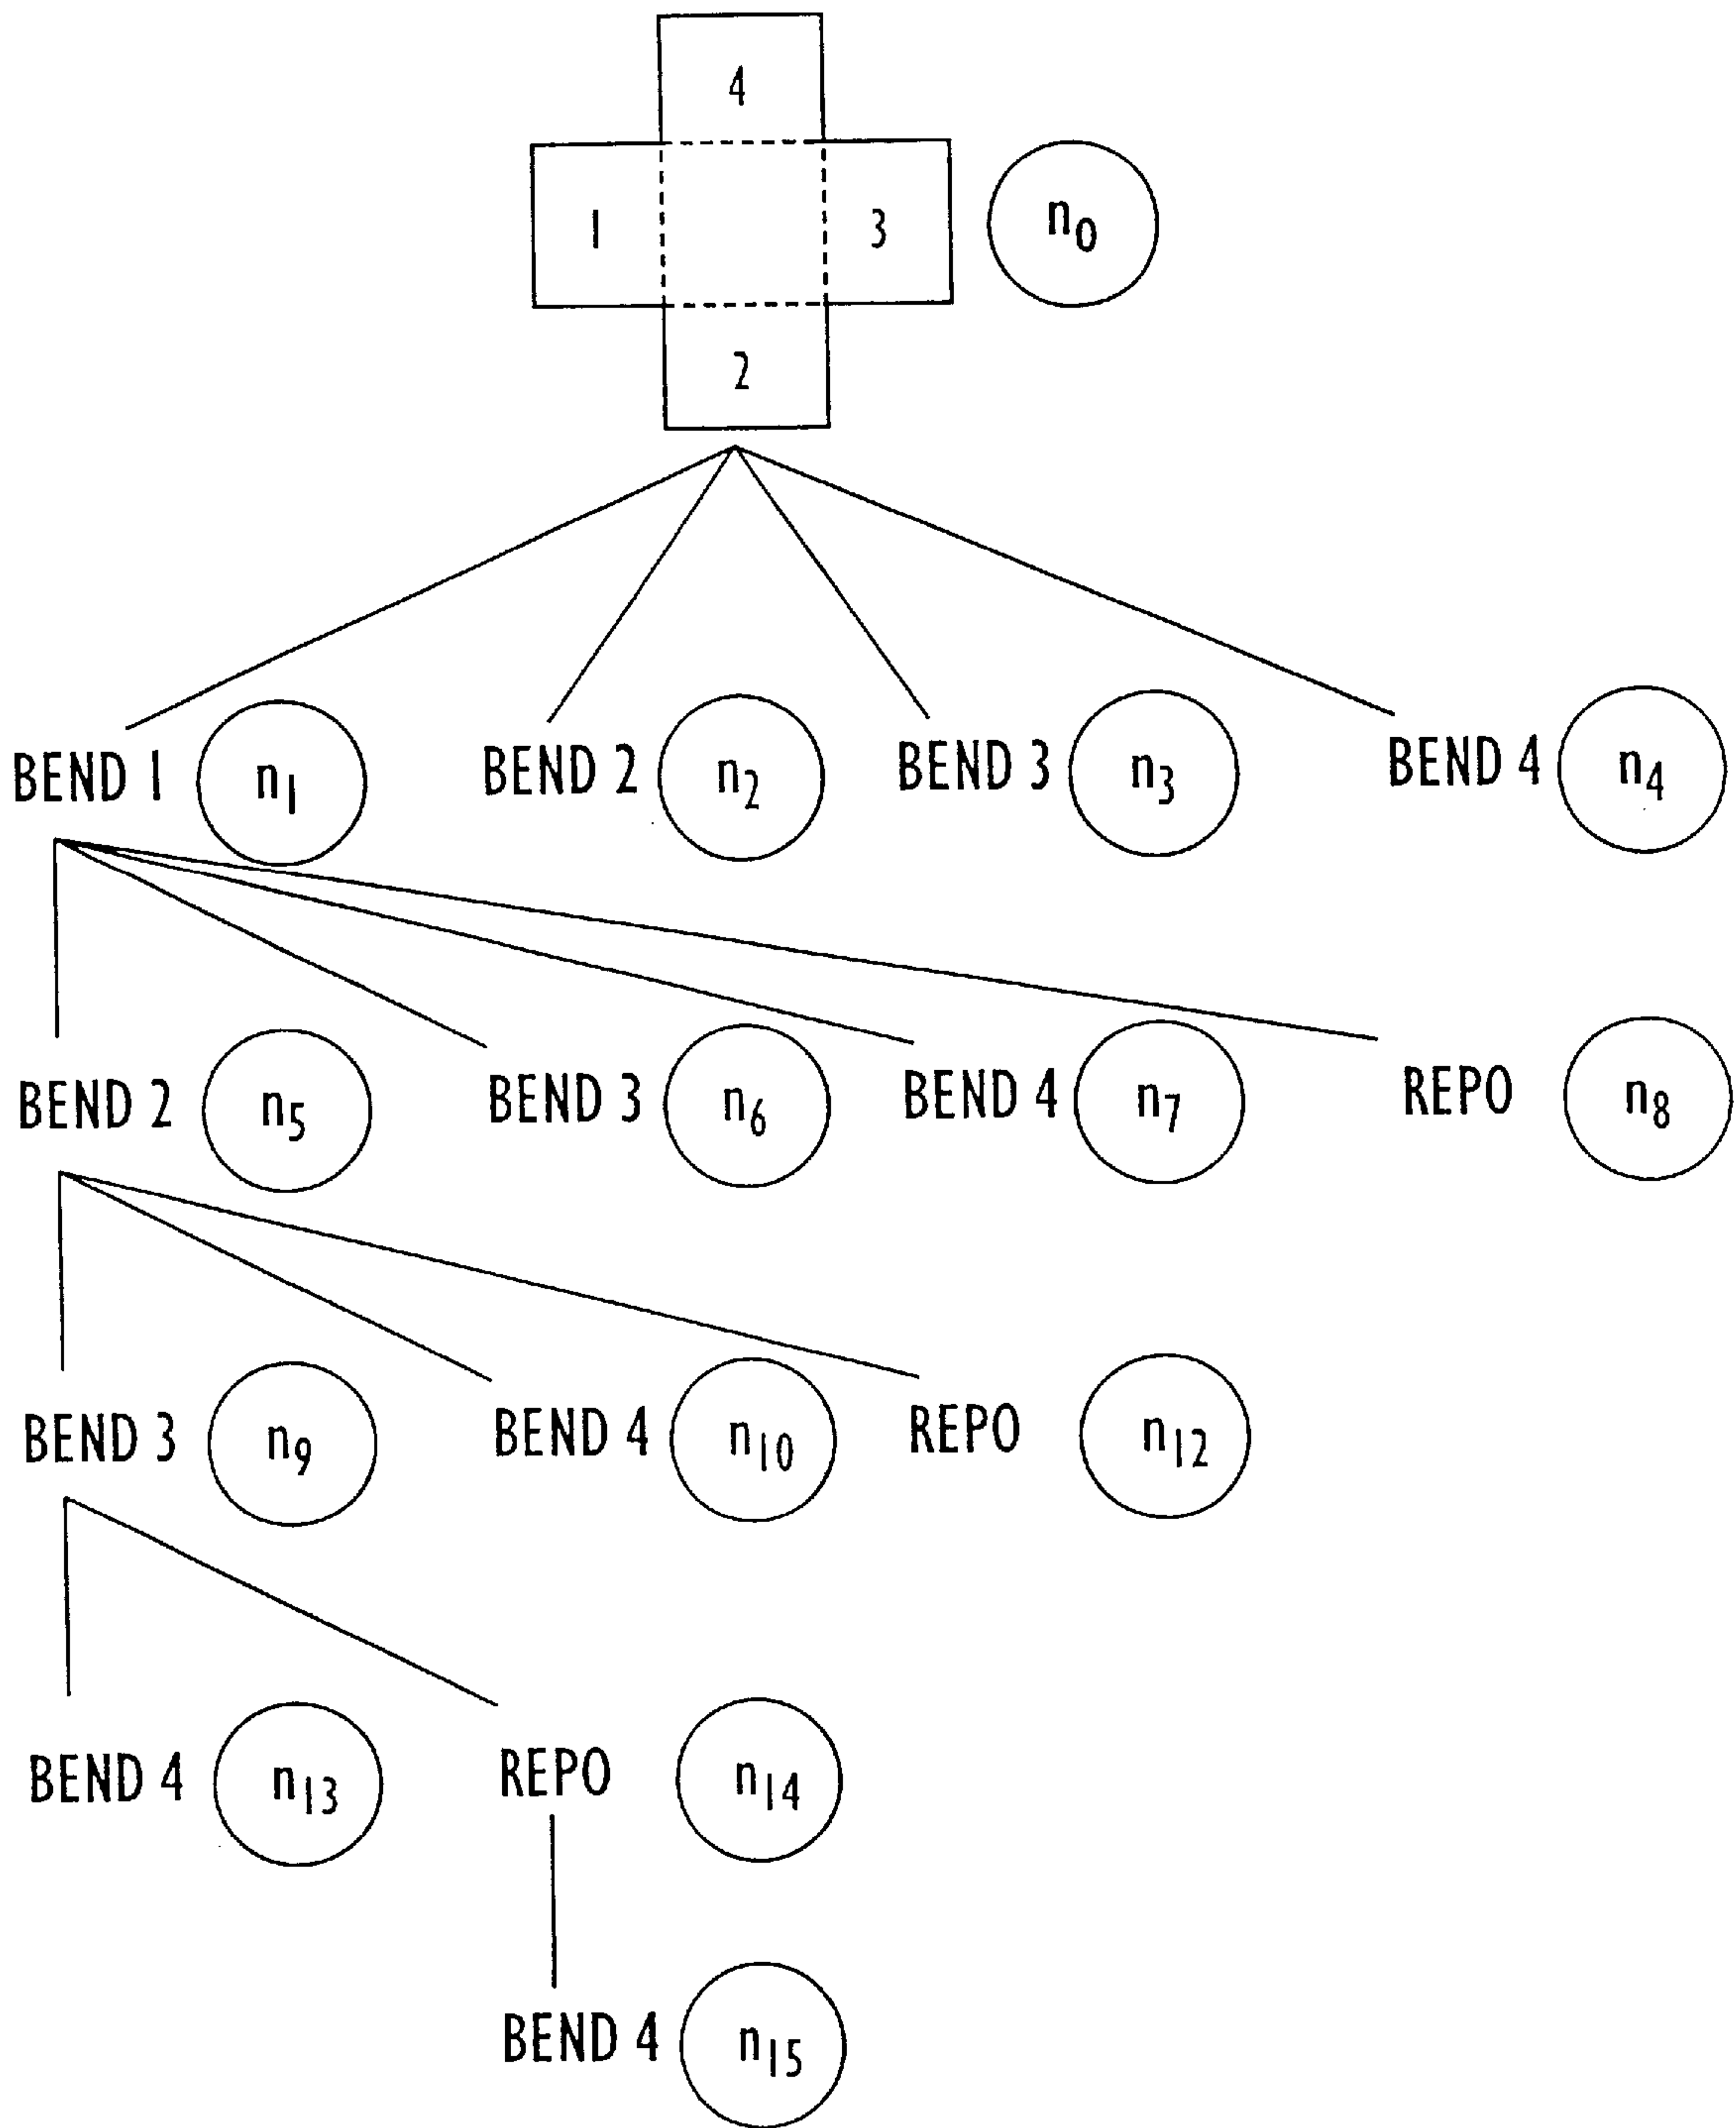 4
1 3 n0
2
BEND 1 n1 BEND 2 n2 BEND 3 n3 BEND 4 n4
BEND 2 n5 BEND 3 n6 BEND 4 n7 REPO n8
BEND 3 n9 BEND 4 n10 REPO n12
BEND 4 n13 REPO n14
BEND 4 n15